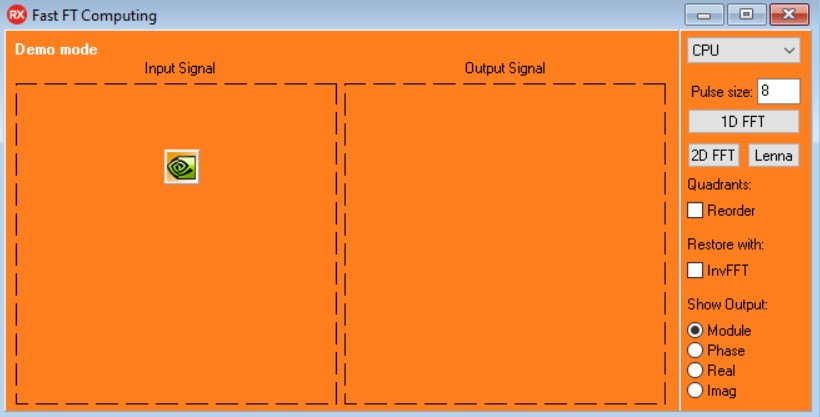 RX Fast FT Computing
Demo mode
Input Signal
Output Signal
CPU
Pulse size: 8
1D FFT
2D FFT Lenna
Quadrants:
Reorder
Restore with:
InvFFT
Show Output:
Module
Phase
Real
Imag